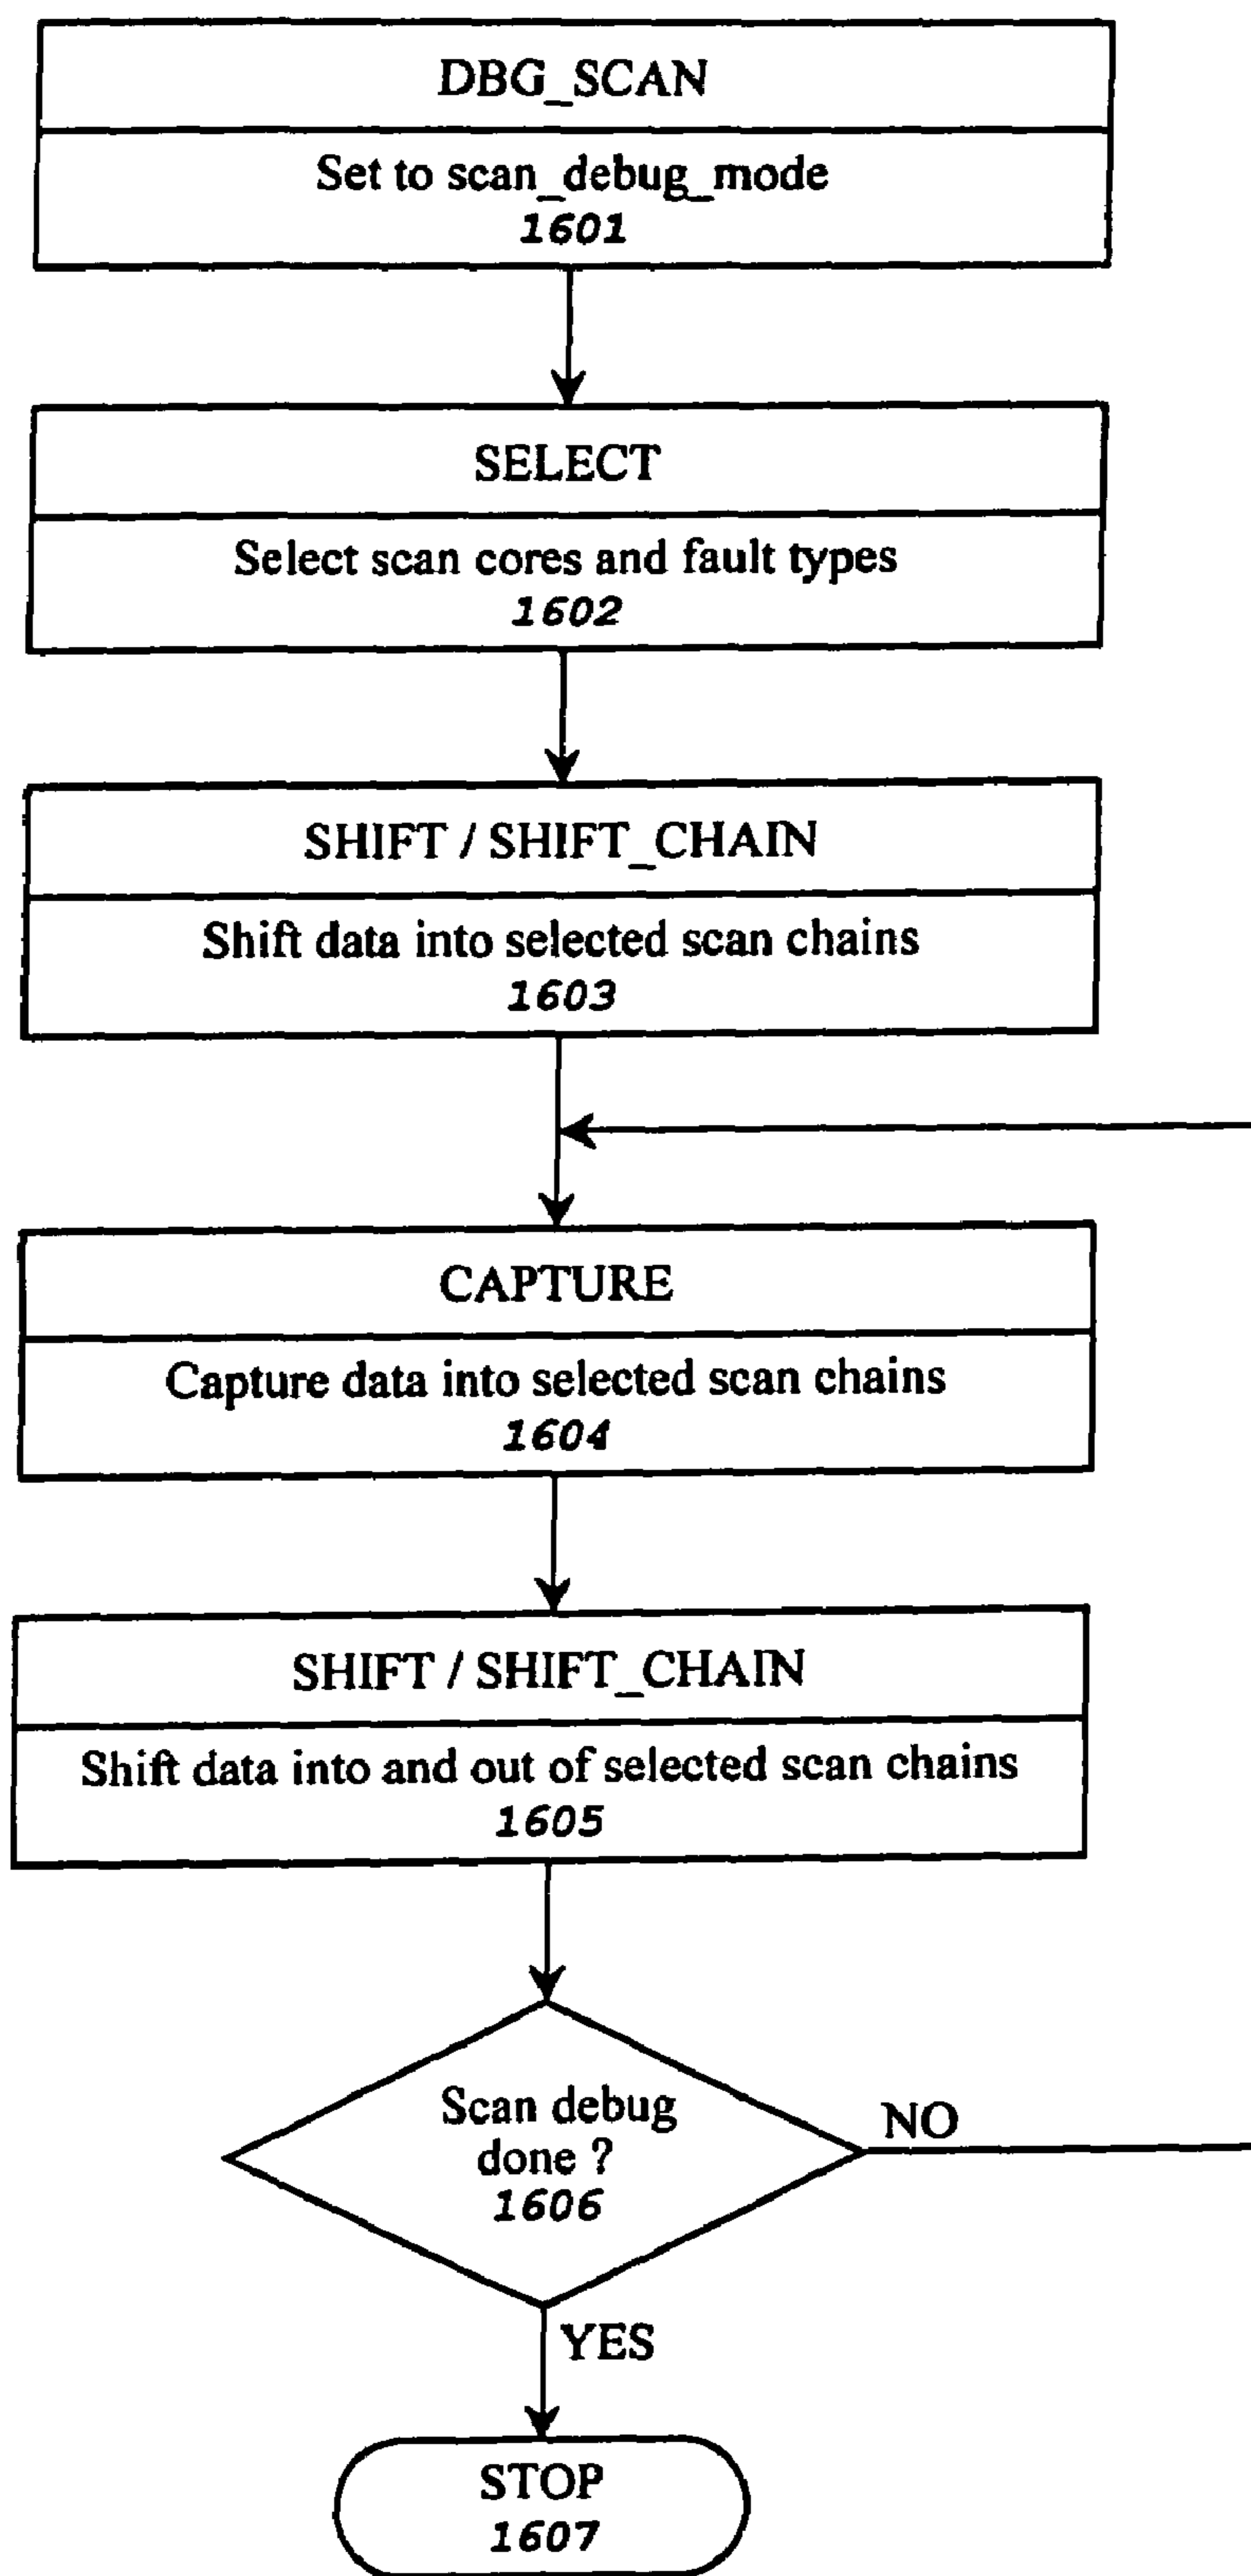 DBG_SCAN
Set to scan_debug_mode
1601
SELECT
Select scan cores and fault types
1602
SHIFT / SHIFT_CHAIN
Shift data into selected scan chains
1603
CAPTURE
Capture data into selected scan chains
1604
SHIFT / SHIFT_CHAIN
Shift data into and out of selected scan chains
1605
Scan debug
done ?
1606
NO
YES
STOP
1607